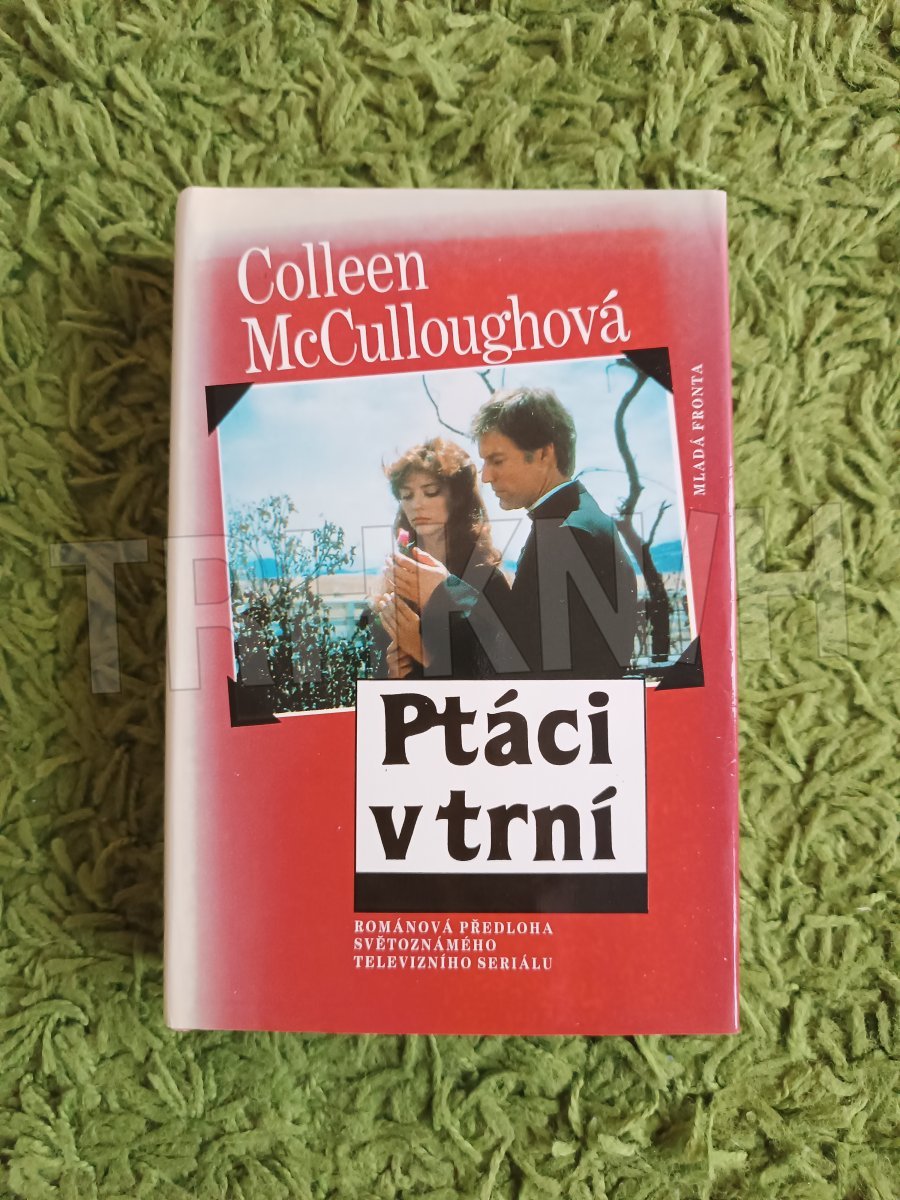 Colleen
McCulloughová
MLADÁ FRONTA
Ptáci
v trní
ROMÁNOVÁ PŘEDLOHA
SVĚTOZNÁMÉHO
TELEVIZNÍHO SERIÁLU